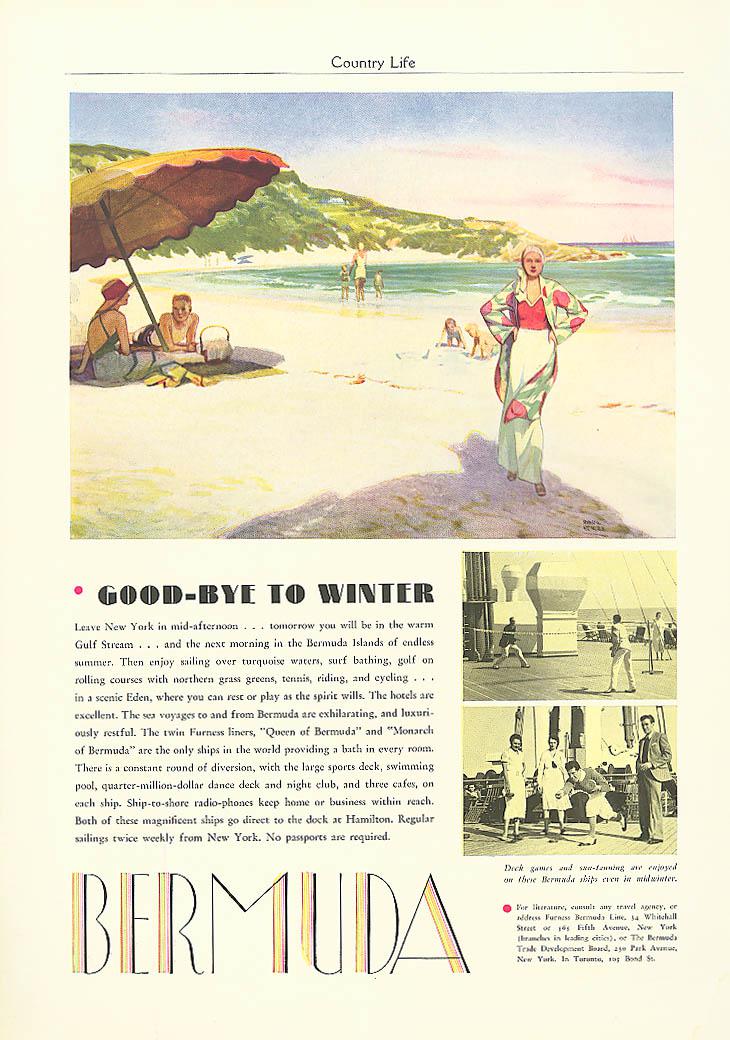 Country Life
GOOD-BYE TO WINTER
Leave New York in mid-afternoon . . . tomorrow you will be in the warm
Gulf Stream . . . and the next morning in the Bermuda Islands of endless
summer. Then enjoy sailing over turquoise waters, surf bathing, golf on
rolling courses with northern grass greens, tennis, riding, and cycling . . .
in a scenic Eden, where you can rest or play as the spirit wills. The hotels are
excellent. The sea voyages to and from Bermuda are exhilarating, and luxuri-
ously restful. The twin Furness liners, "Queen of Bermuda" and "Monarch
of Bermuda" are the only ships in the world providing a bath in every room.
There is a constant round of diversion, with the large sports deck, swimming
pool, quarter-million-dollar dance deck and night club, and three cafes, on
each ship. Ship-to-shore radio-phones keep home or business within reach.
Both of these magnificent ships go direct to the dock at Hamilton. Regular
sailings twice weekly from New York. No passports are required.
Deck games and sun-tanning are enjoyed
on these Bermuda ships even in midwinter.
BERMUDA
For literature, consult any travel agency, or
address Furness Bermuda Line, 34 Whitehall
Street or 565 Fifth Avenue, New York
(branches in leading cities), or The Bermuda
Trade Development Board, 230 Park Avenue,
New York. In Toronto, 105 Bond St.